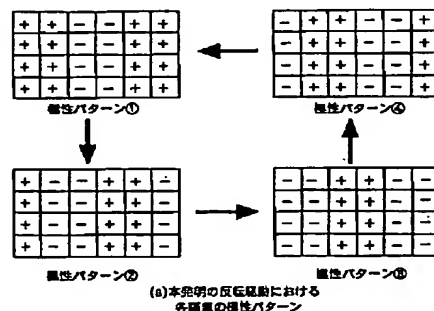 + + − − + +
+ + − − + +
+ + − − + +
+ + − − + +
極性パターン①
− + + − − +
− + + − − +
− + + − − +
− + + − − +
極性パターン④
+ − − + + −
+ − − + + −
+ − − + + −
+ − − + + −
極性パターン②
− − + + − −
− − + + − −
− − + + − −
− − + + − −
極性パターン③
(a)本発明の反転駆動における
各画素の極性パターン